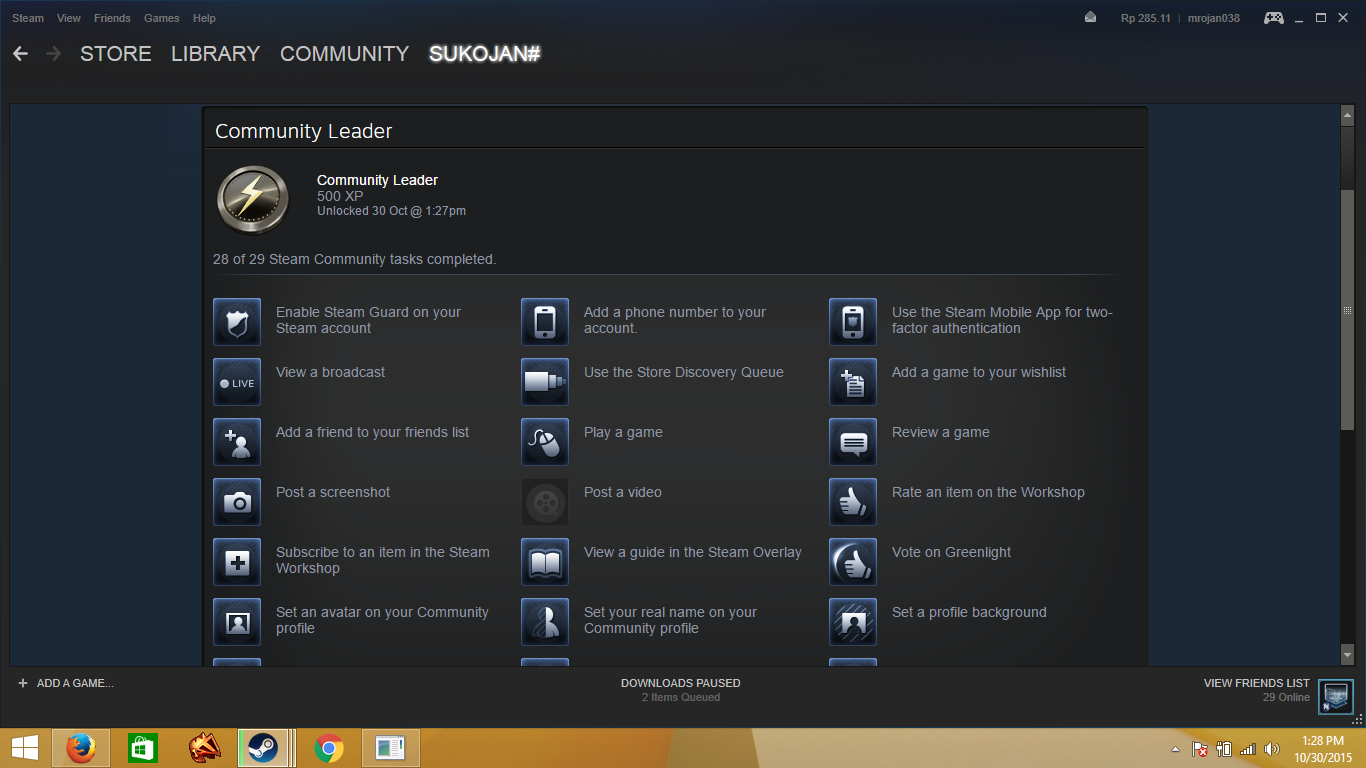 Steam View Friends Games Help
Rp 285.11 | mrojan038
STORE LIBRARY COMMUNITY SUKOJAN#
Community Leader
Community Leader
500 XP
Unlocked 30 Oct @ 1:27pm
28 of 29 Steam Community tasks completed.
Enable Steam Guard on your
Steam account
Add a phone number to your
account.
Use the Steam Mobile App for two-
factor authentication
LIVE
View a broadcast
Use the Store Discovery Queue
Add a game to your wishlist
Add a friend to your friends list
Play a game
Review a game
Post a screenshot
Post a video
Rate an item on the Workshop
Subscribe to an item in the Steam
Workshop
View a guide in the Steam Overlay
Vote on Greenlight
Set an avatar on your Community
profile
Set your real name on your
Community profile
Set a profile background
+ ADD A GAME...
DOWNLOADS PAUSED
2 Items Queued
VIEW FRIENDS LIST
29 Online
N
1:28 PM
10/30/2015